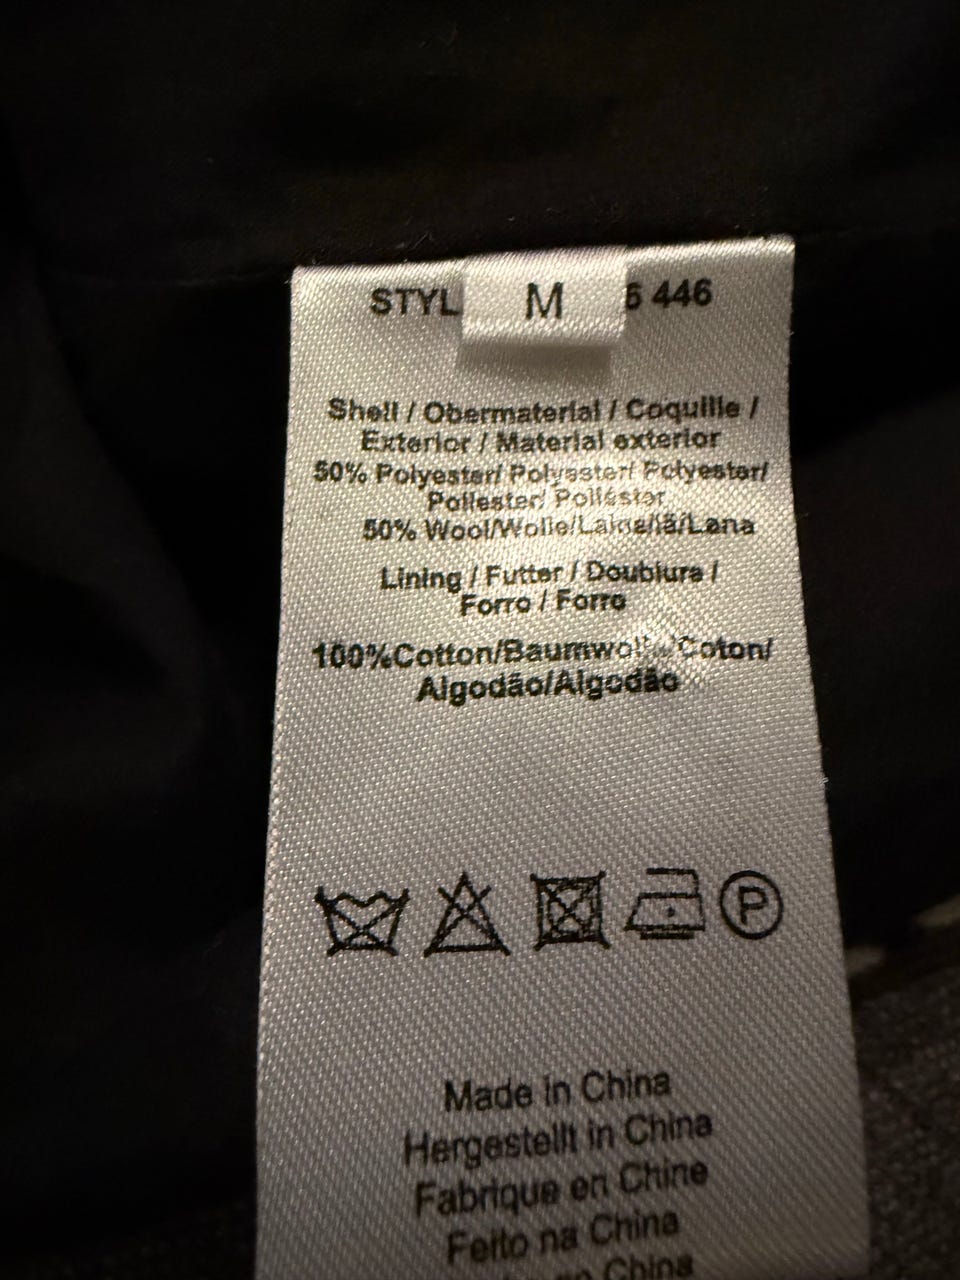 STYL M 6 446
Shell / Obermaterial / Coquille /
Exterior / Material exterior
50% Polyester/ Polyester/ Polyester/
Poliester/ Poliéster
50% Wool/Wolle/Laine/lã/Lana
Lining / Futter / Doublure /
Forro / Forro
100%Cotton/Baumwolle/Coton/
Algodão/Algodão
P
Made in China
Hergestellt in China
Fabrique en Chine
Feito na China
China